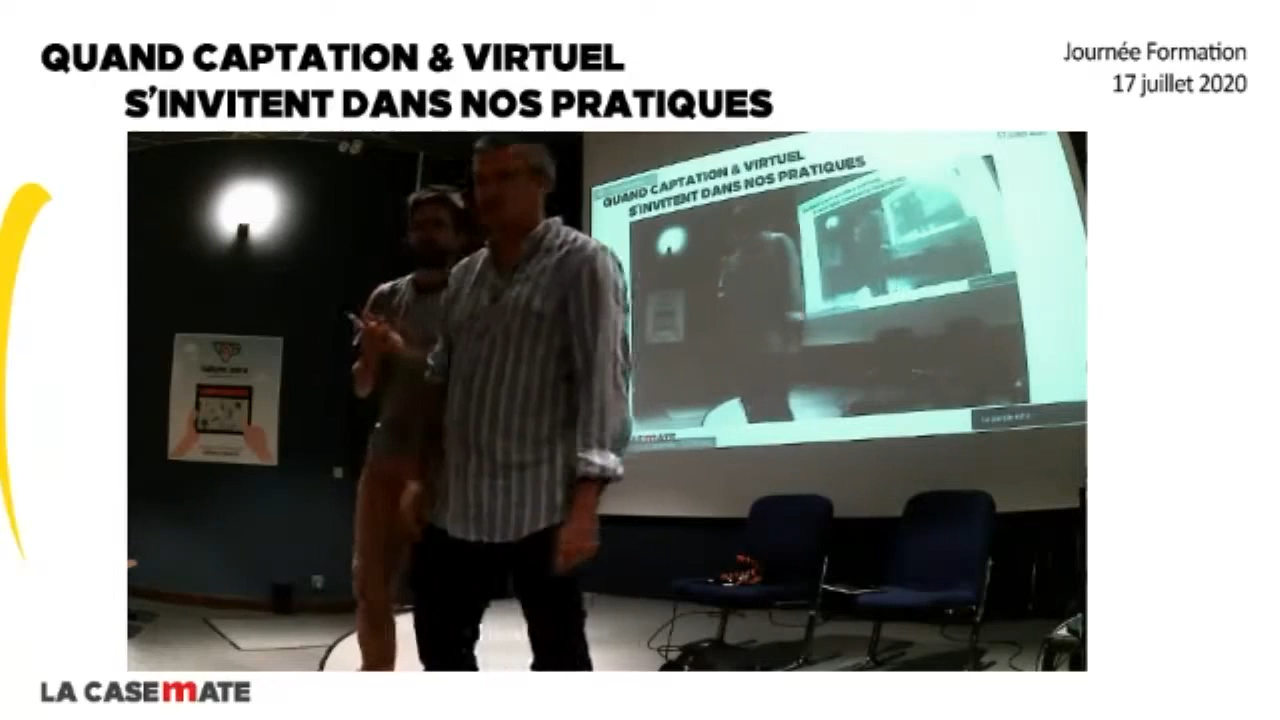 QUAND CAPTATION & VIRTUEL
S'INVITENT DANS NOS PRATIQUES
Journée Formation
17 juillet 2020
QUAND CAPTATION & VIRTUEL
S'INVITENT DANS NOS PRATIQUES
LA CASEMATE